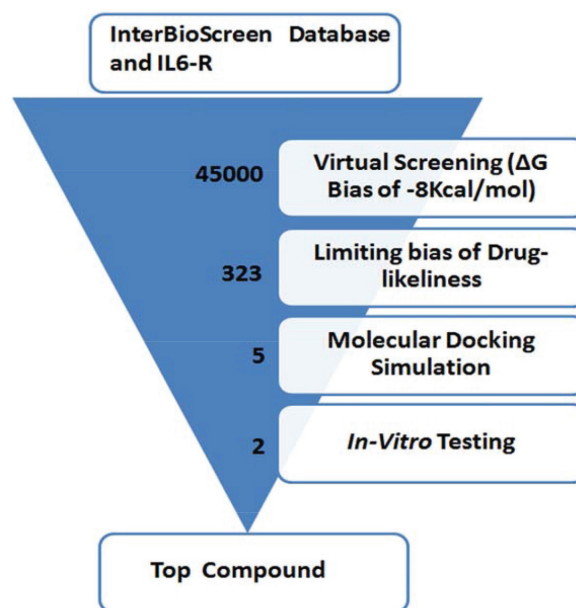 InterBioScreen Database
and IL6-R
45000
Virtual Screening (ΔG
Bias of -8Kcal/mol)
323
Limiting bias of Drug-
likeliness
5
Molecular Docking
Simulation
2
In-Vitro Testing
Top Compound